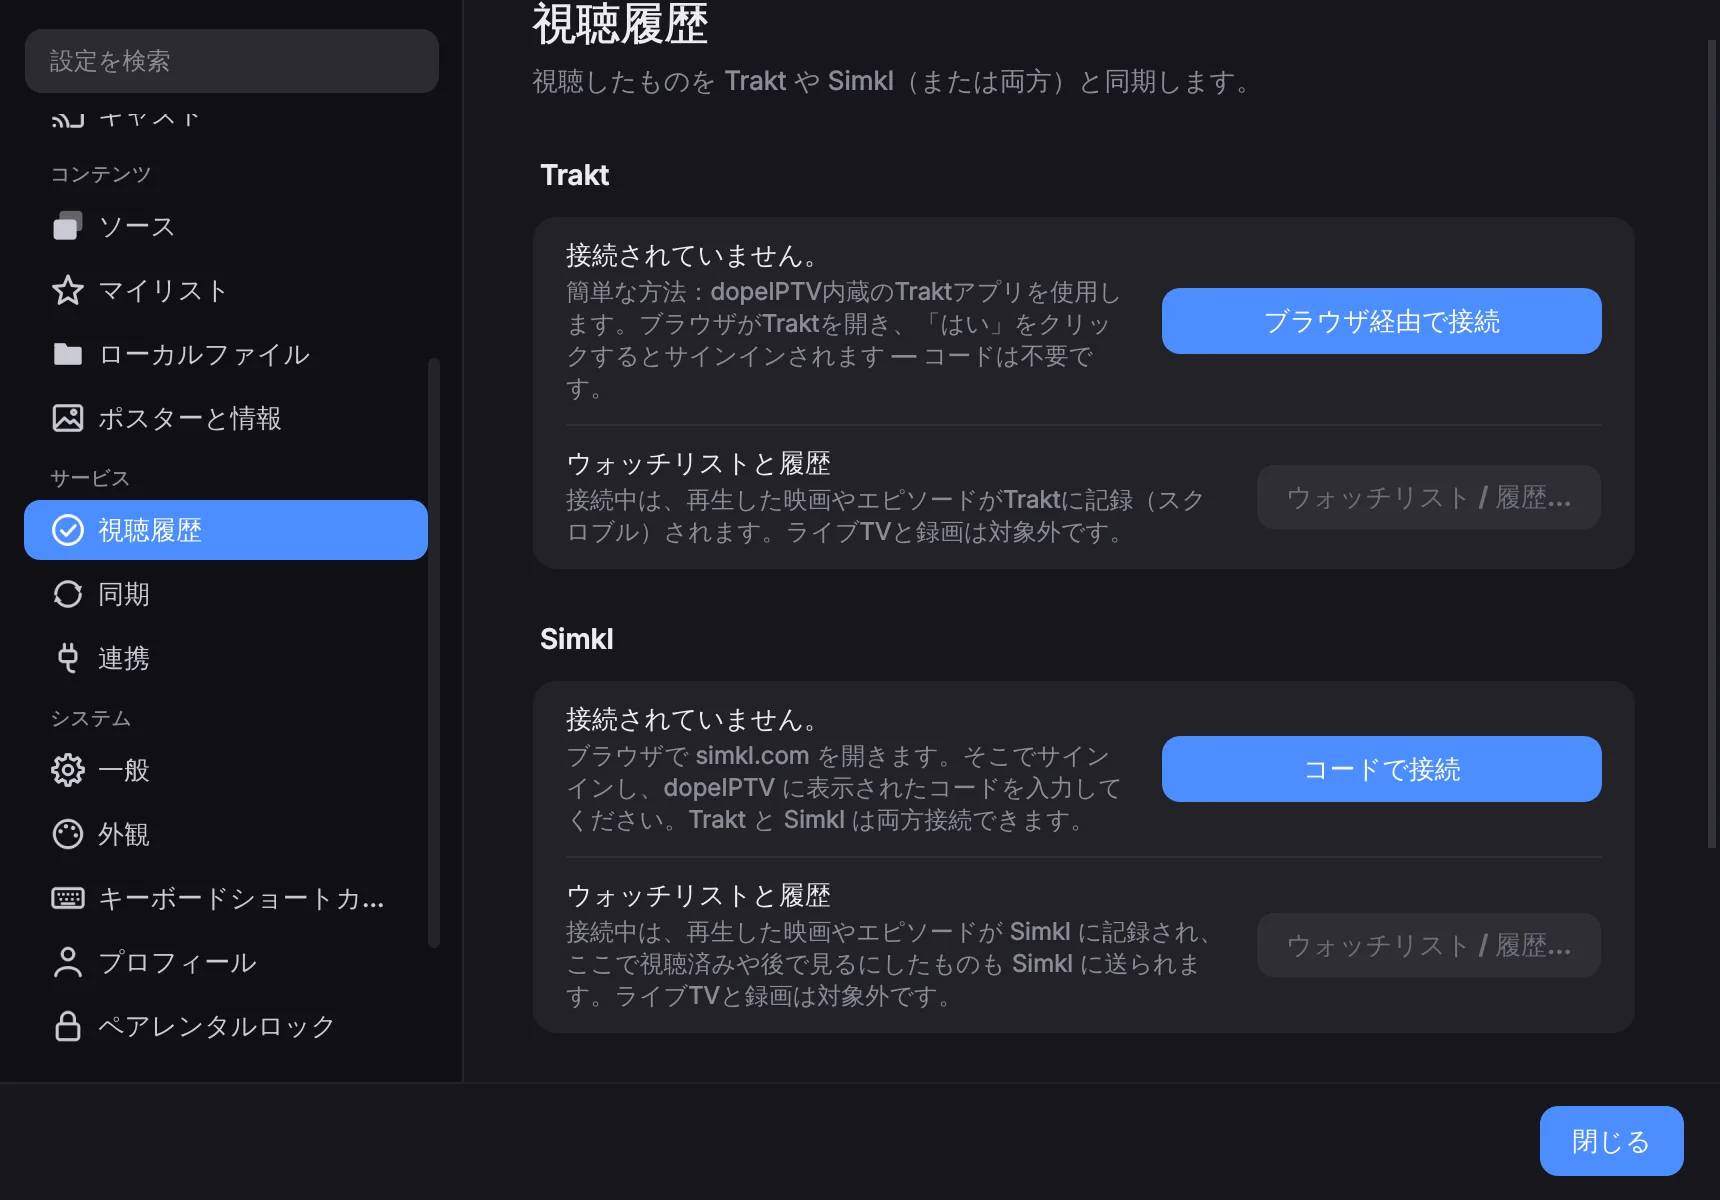 設定を検索
キャスト
コンテンツ
ソース
マイリスト
ローカルファイル
ポスターと情報
サービス
視聴履歴
同期
連携
システム
一般
外観
キーボードショートカ...
プロフィール
ペアレンタルロック
視聴履歴
視聴したものを Trakt や Simkl（または両方）と同期します。
Trakt
接続されていません。
簡単な方法：dopeIPTV内蔵のTraktアプリを使用し
ます。ブラウザがTraktを開き、「はい」をクリッ
クするとサインインされます — コードは不要で
す。
ブラウザ経由で接続
ウォッチリストと履歴
接続中は、再生した映画やエピソードがTraktに記録（スク
ロブル）されます。ライブTVと録画は対象外です。
ウォッチリスト / 履歴...
Simkl
接続されていません。
ブラウザで simkl.com を開きます。そこでサイン
インし、dopeIPTV に表示されたコードを入力して
ください。Trakt と Simkl は両方接続できます。
コードで接続
ウォッチリストと履歴
接続中は、再生した映画やエピソードが Simkl に記録され、
ここで視聴済みや後で見るにしたものも Simkl に送られま
す。ライブTVと録画は対象外です。
ウォッチリスト / 履歴...
閉じる